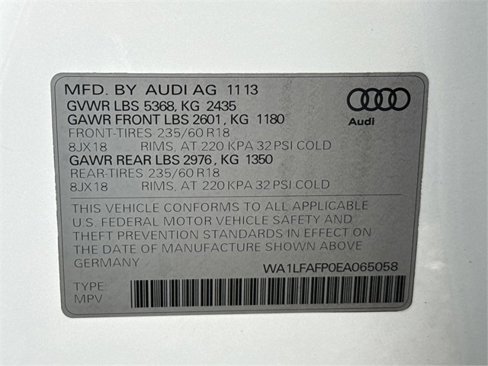 MFD. BY AUDI AG 11 13
GVWR LBS 5368, KG 2435
GAWR FRONT LBS 2601, KG 1180
FRONT-TIRES 235/60 R18
8JX18 RIMS, AT 220 KPA 32 PSI COLD
GAWR REAR LBS 2976, KG 1350
REAR-TIRES 235/60 R18
8JX18 RIMS, AT 220 KPA 32 PSI COLD
Audi
THIS VEHICLE CONFORMS TO ALL APPLICABLE
U.S. FEDERAL MOTOR VEHICLE SAFETY AND
THEFT PREVENTION STANDARDS IN EFFECT ON
THE DATE OF MANUFACTURE SHOWN ABOVE
GERMANY
WA1LFAFP0EA065058
TYPE:
MPV